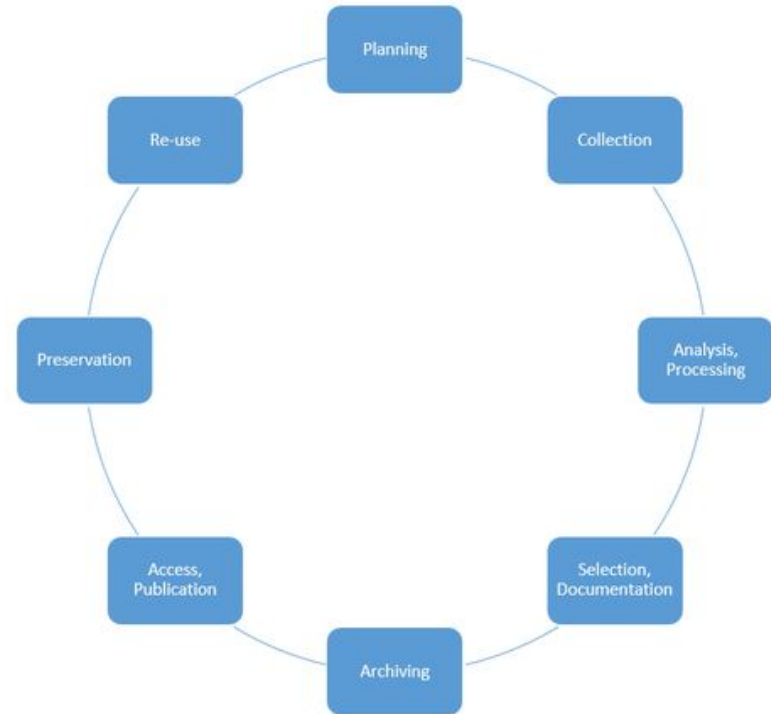 Planning
Collection
Analysis,
Processing
Selection,
Documentation
Archiving
Access,
Publication
Preservation
Re-use